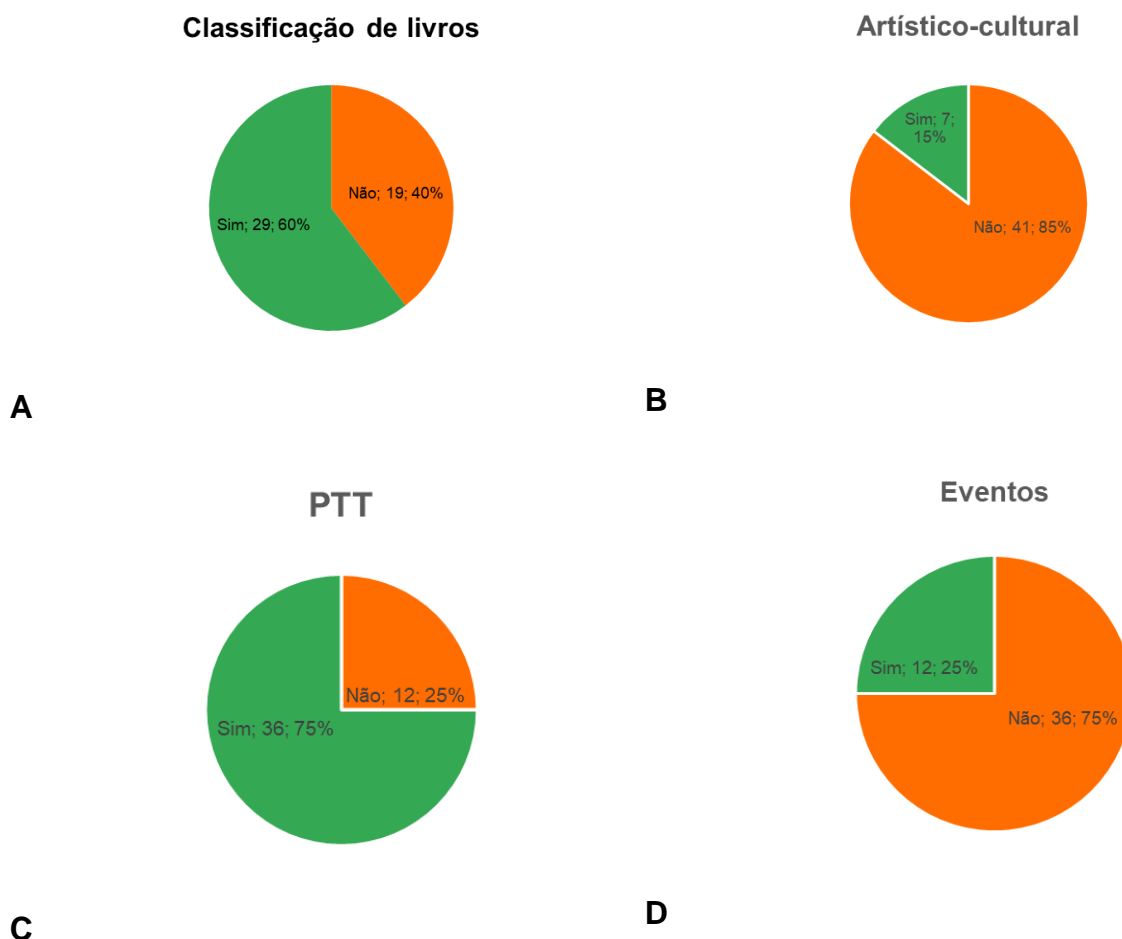 Classificação de livros
Não; 19; 40%
Sim; 29; 60%
A
Artístico-cultural
Sim; 7;
15%
Não; 41; 85%
B
PTT
Não; 12; 25%
Sim; 36; 75%
C
Eventos
Sim; 12; 25%
Não; 36; 75%
D